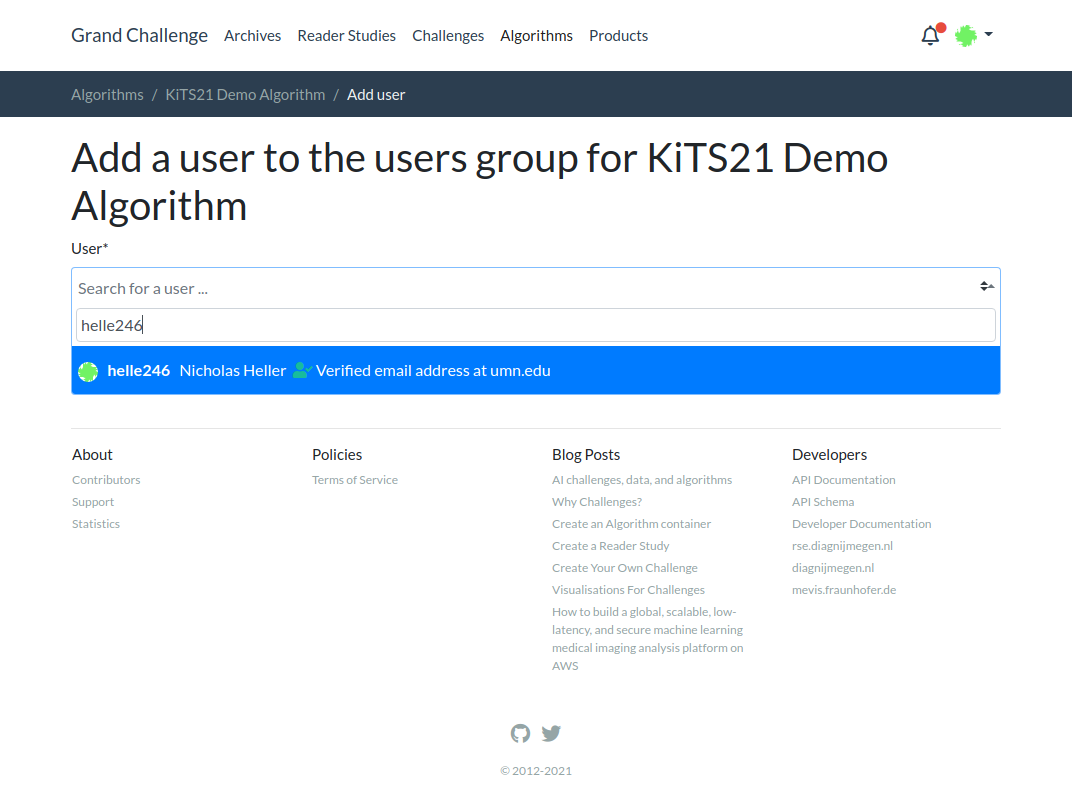 Grand Challenge Archives Reader Studies Challenges Algorithms Products
Algorithms / KiTS21 Demo Algorithm / Add user
Add a user to the users group for KiTS21 Demo
Algorithm
User*
Search for a user ...
helle246
helle246 Nicholas Heller Verified email address at umn.edu
About
Contributors
Support
Statistics
Policies
Terms of Service
Blog Posts
AI challenges, data, and algorithms
Why Challenges?
Create an Algorithm container
Create a Reader Study
Create Your Own Challenge
Visualisations For Challenges
How to build a global, scalable, low-
latency, and secure machine learning
medical imaging analysis platform on
AWS
Developers
API Documentation
API Schema
Developer Documentation
rse.diagnijmegen.nl
diagnijmegen.nl
mevis.fraunhofer.de
© 2012-2021